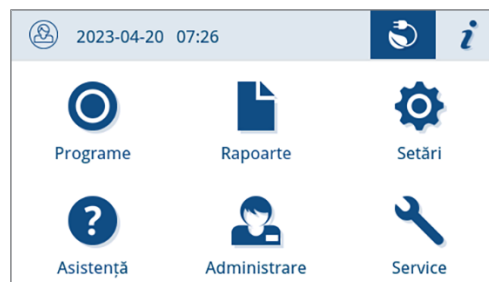 2023-04-20 07:26
i
Programe Rapoarte Setări
?
Asistență Administrare Service